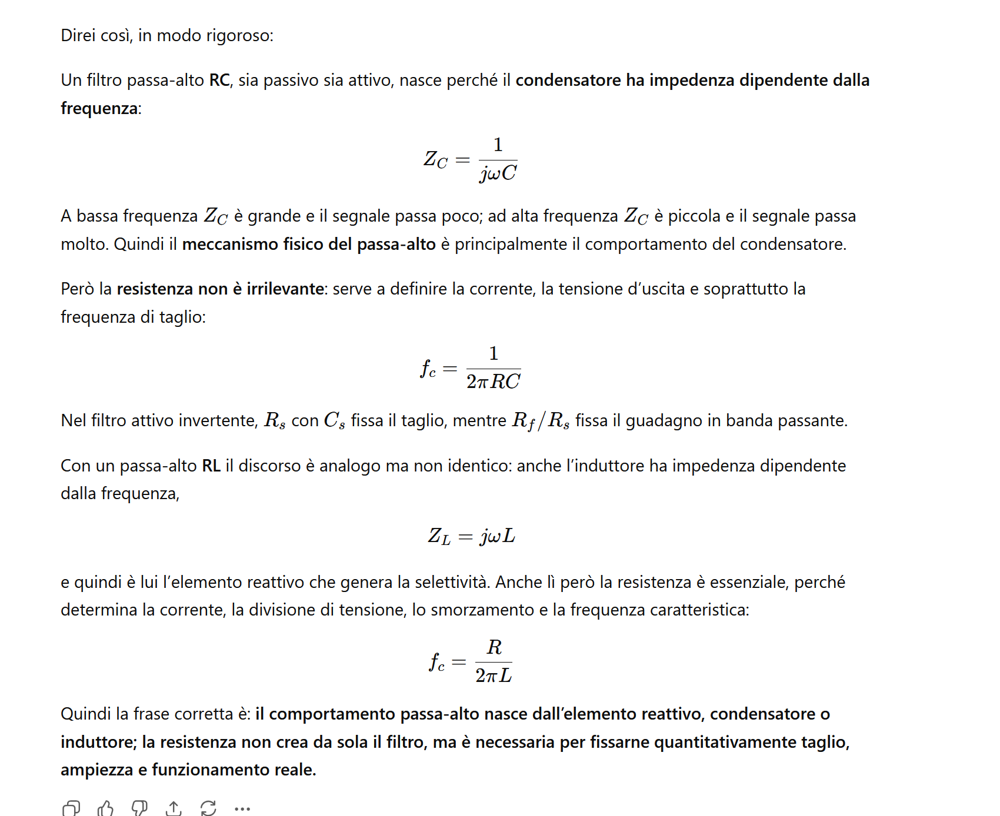 Direi così, in modo rigoroso:
Un filtro passa-alto RC, sia passivo sia attivo, nasce perché il condensatore ha impedenza dipendente dalla
frequenza:
Z_C = \frac{1}{jωC}
A bassa frequenza Z_C è grande e il segnale passa poco; ad alta frequenza Z_C è piccola e il segnale passa
molto. Quindi il meccanismo fisico del passa-alto è principalmente il comportamento del condensatore.
Però la resistenza non è irrilevante: serve a definire la corrente, la tensione d’uscita e soprattutto la
frequenza di taglio:
f_c = \frac{1}{2πRC}
Nel filtro attivo invertente, R_s con C_s fissa il taglio, mentre R_f/R_s fissa il guadagno in banda passante.
Con un passa-alto RL il discorso è analogo ma non identico: anche l’induttore ha impedenza dipendente
dalla frequenza,
Z_L = jωL
e quindi è lui l’elemento reattivo che genera la selettività. Anche lì però la resistenza è essenziale, perché
determina la corrente, la divisione di tensione, lo smorzamento e la frequenza caratteristica:
f_c = \frac{R}{2πL}
Quindi la frase corretta è: il comportamento passa-alto nasce dall’elemento reattivo, condensatore o
induttore; la resistenza non crea da sola il filtro, ma è necessaria per fissarne quantitativamente taglio,
ampiezza e funzionamento reale.